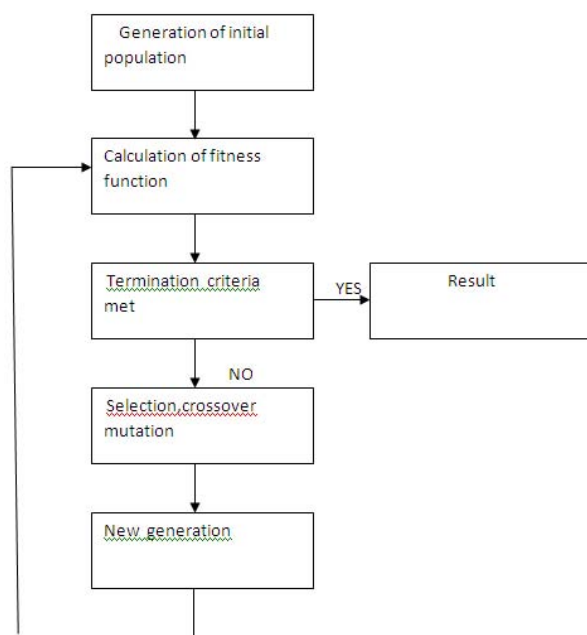 Generation of initial
population
Calculation of fitness
function
Termination criteria
met
YES
Result
NO
Selection,crossover
mutation
New generation